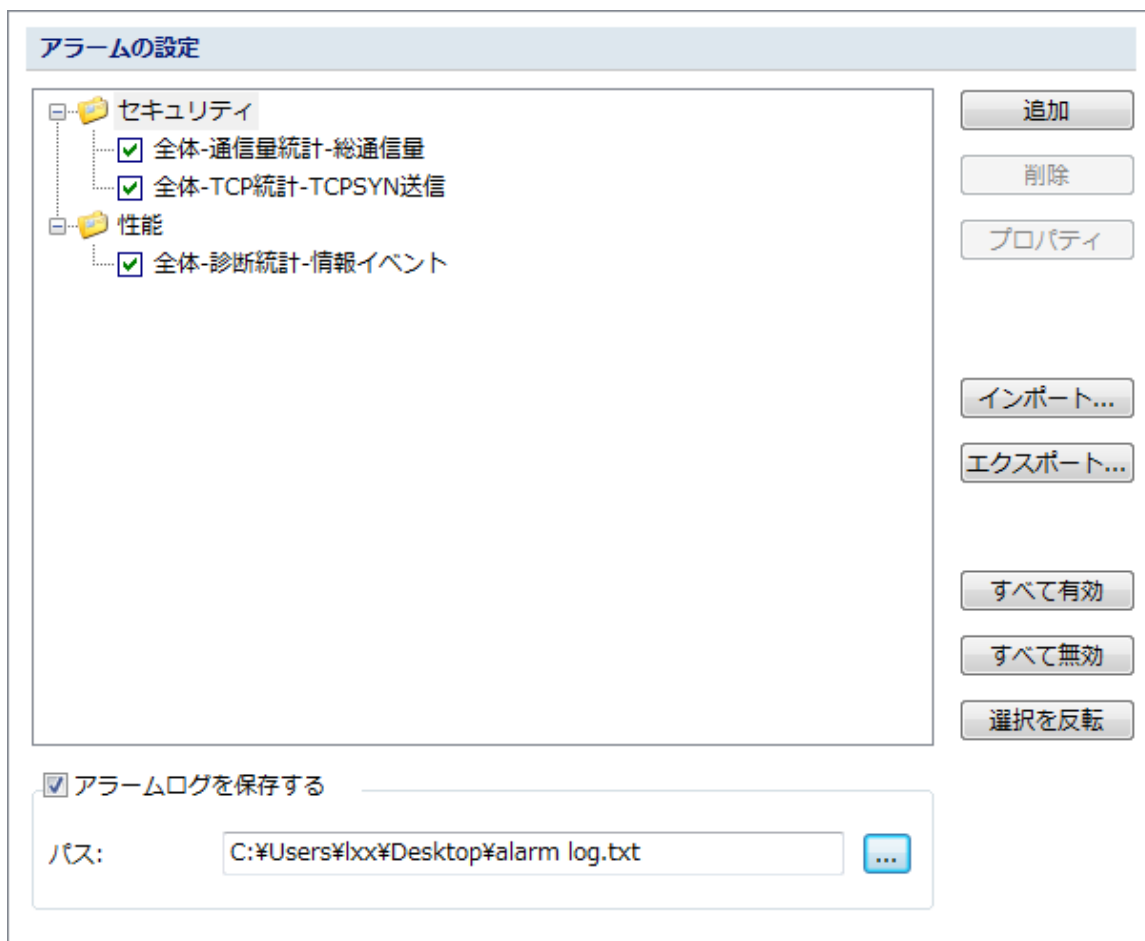 アラームの設定
セキュリティ
全体-通信量統計-総通信量
全体-TCP統計-TCPSYN送信
性能
全体-診断統計-情報イベント
追加
削除
プロパティ
インポート...
エクスポート...
すべて有効
すべて無効
選択を反転
アラームログを保存する
パス: C:¥Users¥lxx¥Desktop¥alarm log.txt ...